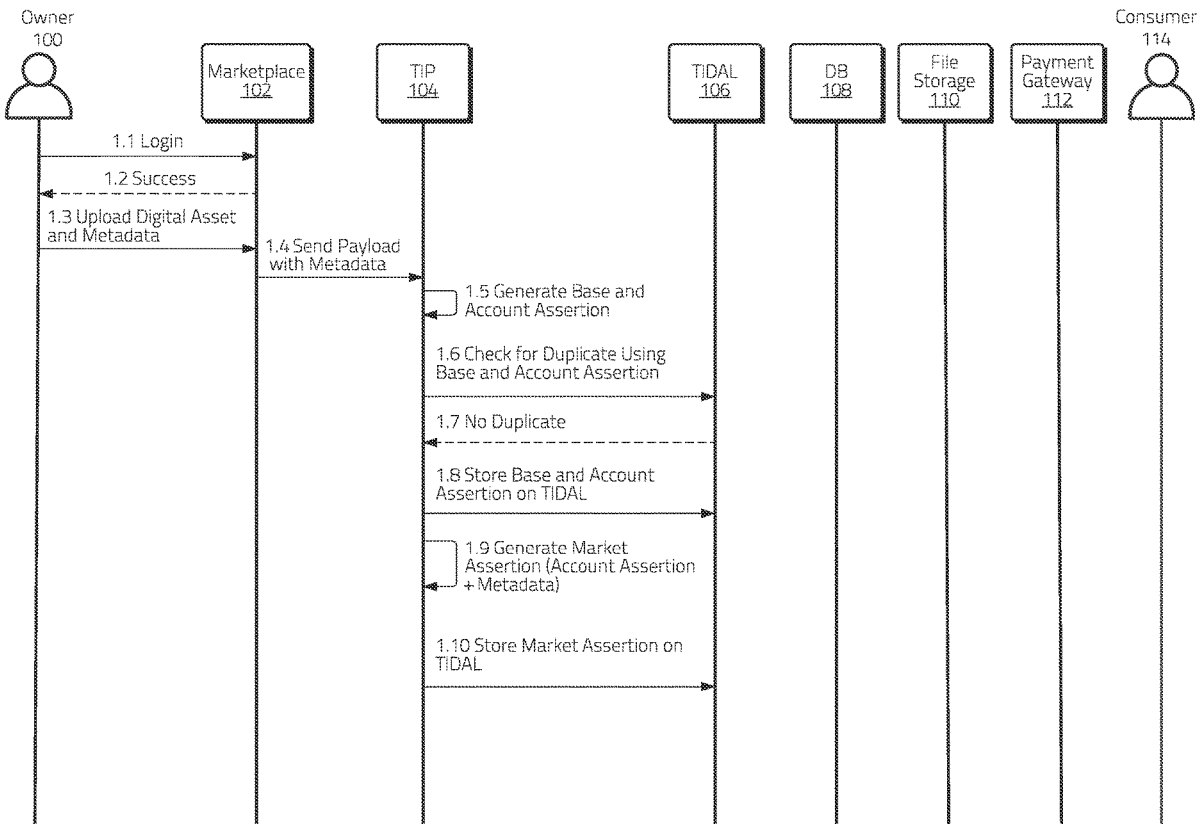 Owner
100
Consumer
114
Marketplace
102
TIP
104
TIDAL
106
DB
108
File
Storage
110
Payment
Gateway
112
1.1 Login
1.2 Success
1.3 Upload Digital Asset
and Metadata
1.4 Send Payload
with Metadata
1.5 Generate Base and
Account Assertion
1.6 Check for Duplicate Using
Base and Account Assertion
1.7 No Duplicate
1.8 Store Base and Account
Assertion on TIDAL
1.9 Generate Market
Assertion (Account Assertion
+ Metadata)
1.10 Store Market Assertion on
TIDAL